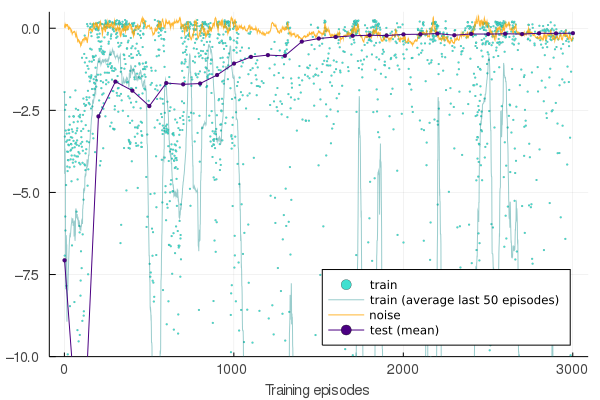 0.0
−2.5
−5.0
−7.5
−10.0
0
1000
2000
3000
Training episodes
train
train (average last 50 episodes)
noise
test (mean)